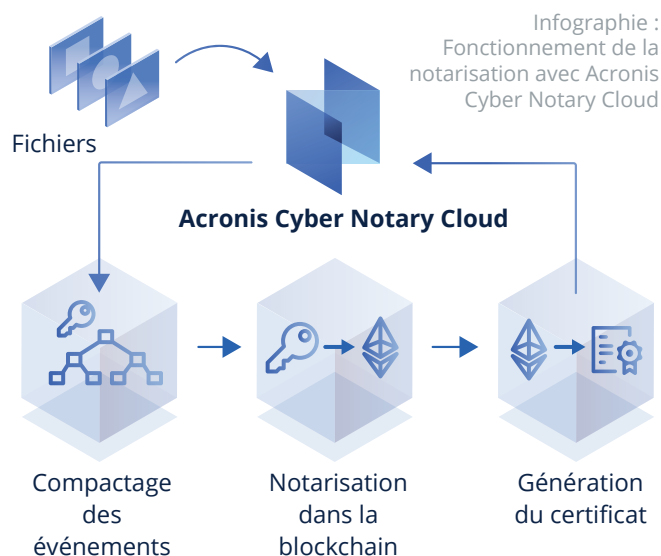 Infographie :
Fonctionnement de la
notarisation avec Acronis
Cyber Notary Cloud
Fichiers
Acronis Cyber Notary Cloud
Compactage
des
événements
Notarisation
dans la
blockchain
Génération
du certificat